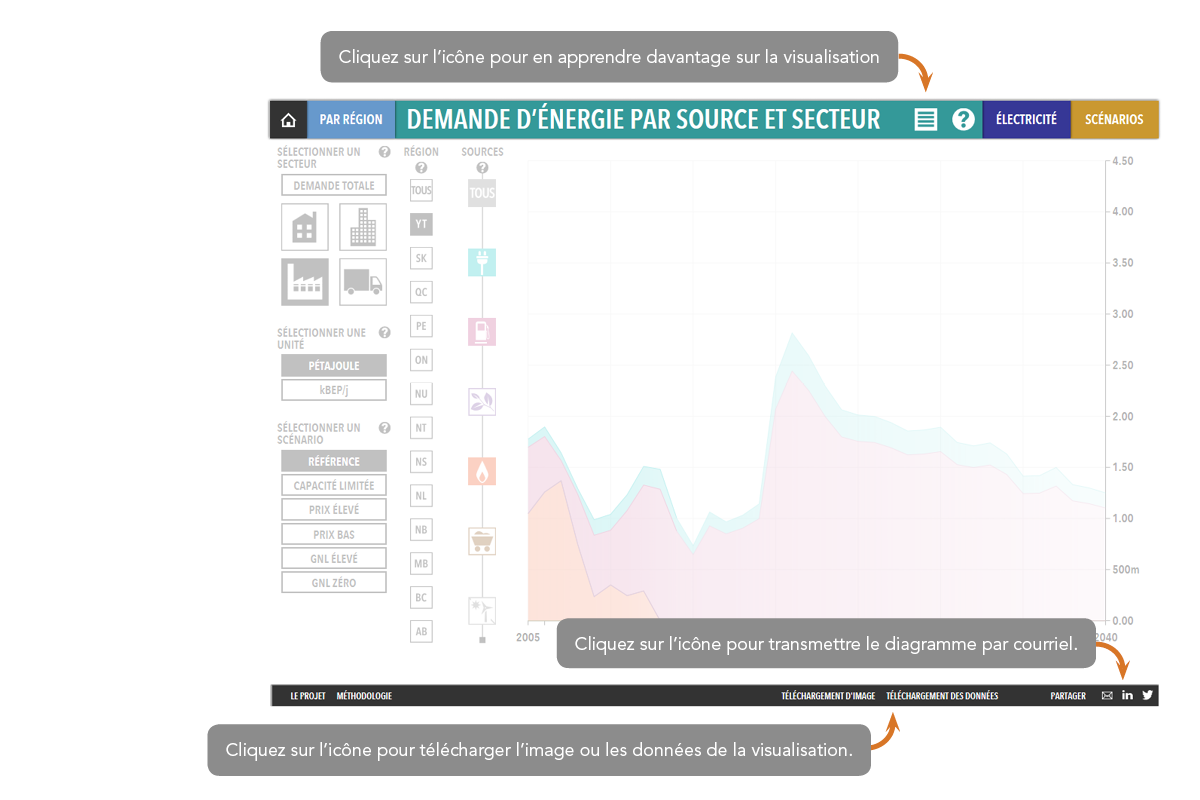 Cliquez sur l'icône pour en apprendre davantage sur la visualisation
PAR RÉGION
DEMANDE D'ÉNERGIE PAR SOURCE ET SECTEUR
?
ÉLECTRICITÉ
SCÉNARIOS
SÉLECTIONNER UN
SECTEUR
?
DEMANDE TOTALE
SÉLECTIONNER UNE
UNITÉ
?
PÉTAJOULE
kBEP/j
SÉLECTIONNER UN
SCÉNARIO
?
RÉFÉRENCE
CAPACITÉ LIMITÉE
PRIX ÉLEVÉ
PRIX BAS
GNL ÉLEVÉ
GNL ZÉRO
RÉGION
?
TOUS
YT
SK
QC
PE
ON
NU
NT
NS
NL
NB
MB
BC
AB
SOURCES
?
TOUS
4.50
4.00
3.50
3.00
2.50
2.00
1.50
1.00
500m
0.00
2005
2040
Cliquez sur l'icône pour transmettre le diagramme par courriel.
LE PROJET
MÉTHODOLOGIE
TÉLÉCHARGEMENT D'IMAGE
TÉLÉCHARGEMENT DES DONNÉES
PARTAGER
in
Cliquez sur l'icône pour télécharger l'image ou les données de la visualisation.